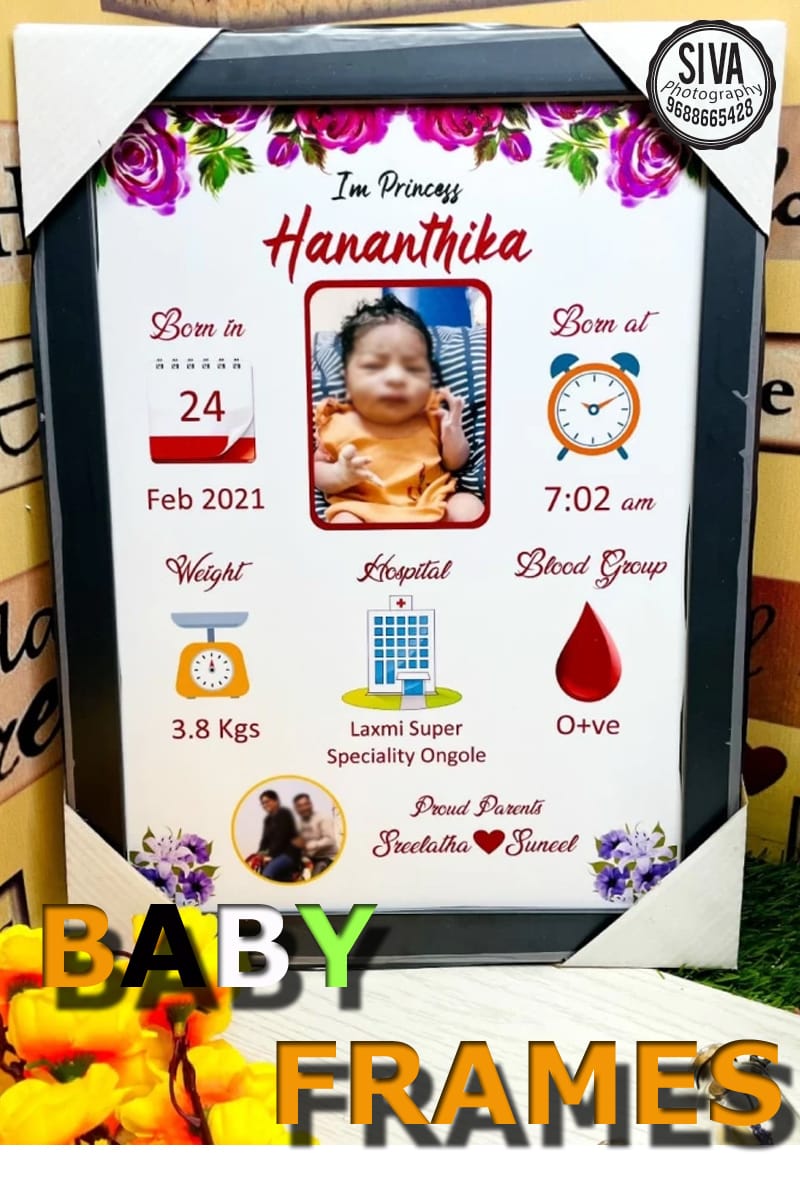 SIVA
Photography
9688665428
Im Princess
Hananthika
Born in
24
Feb 2021
Born at
7:02 am
Weight
3.8 Kgs
Hospital
Laxmi Super
Speciality Ongole
Blood Group
O+ve
Proud Parents
Sreelatha Suneel
BABY
FRAMES